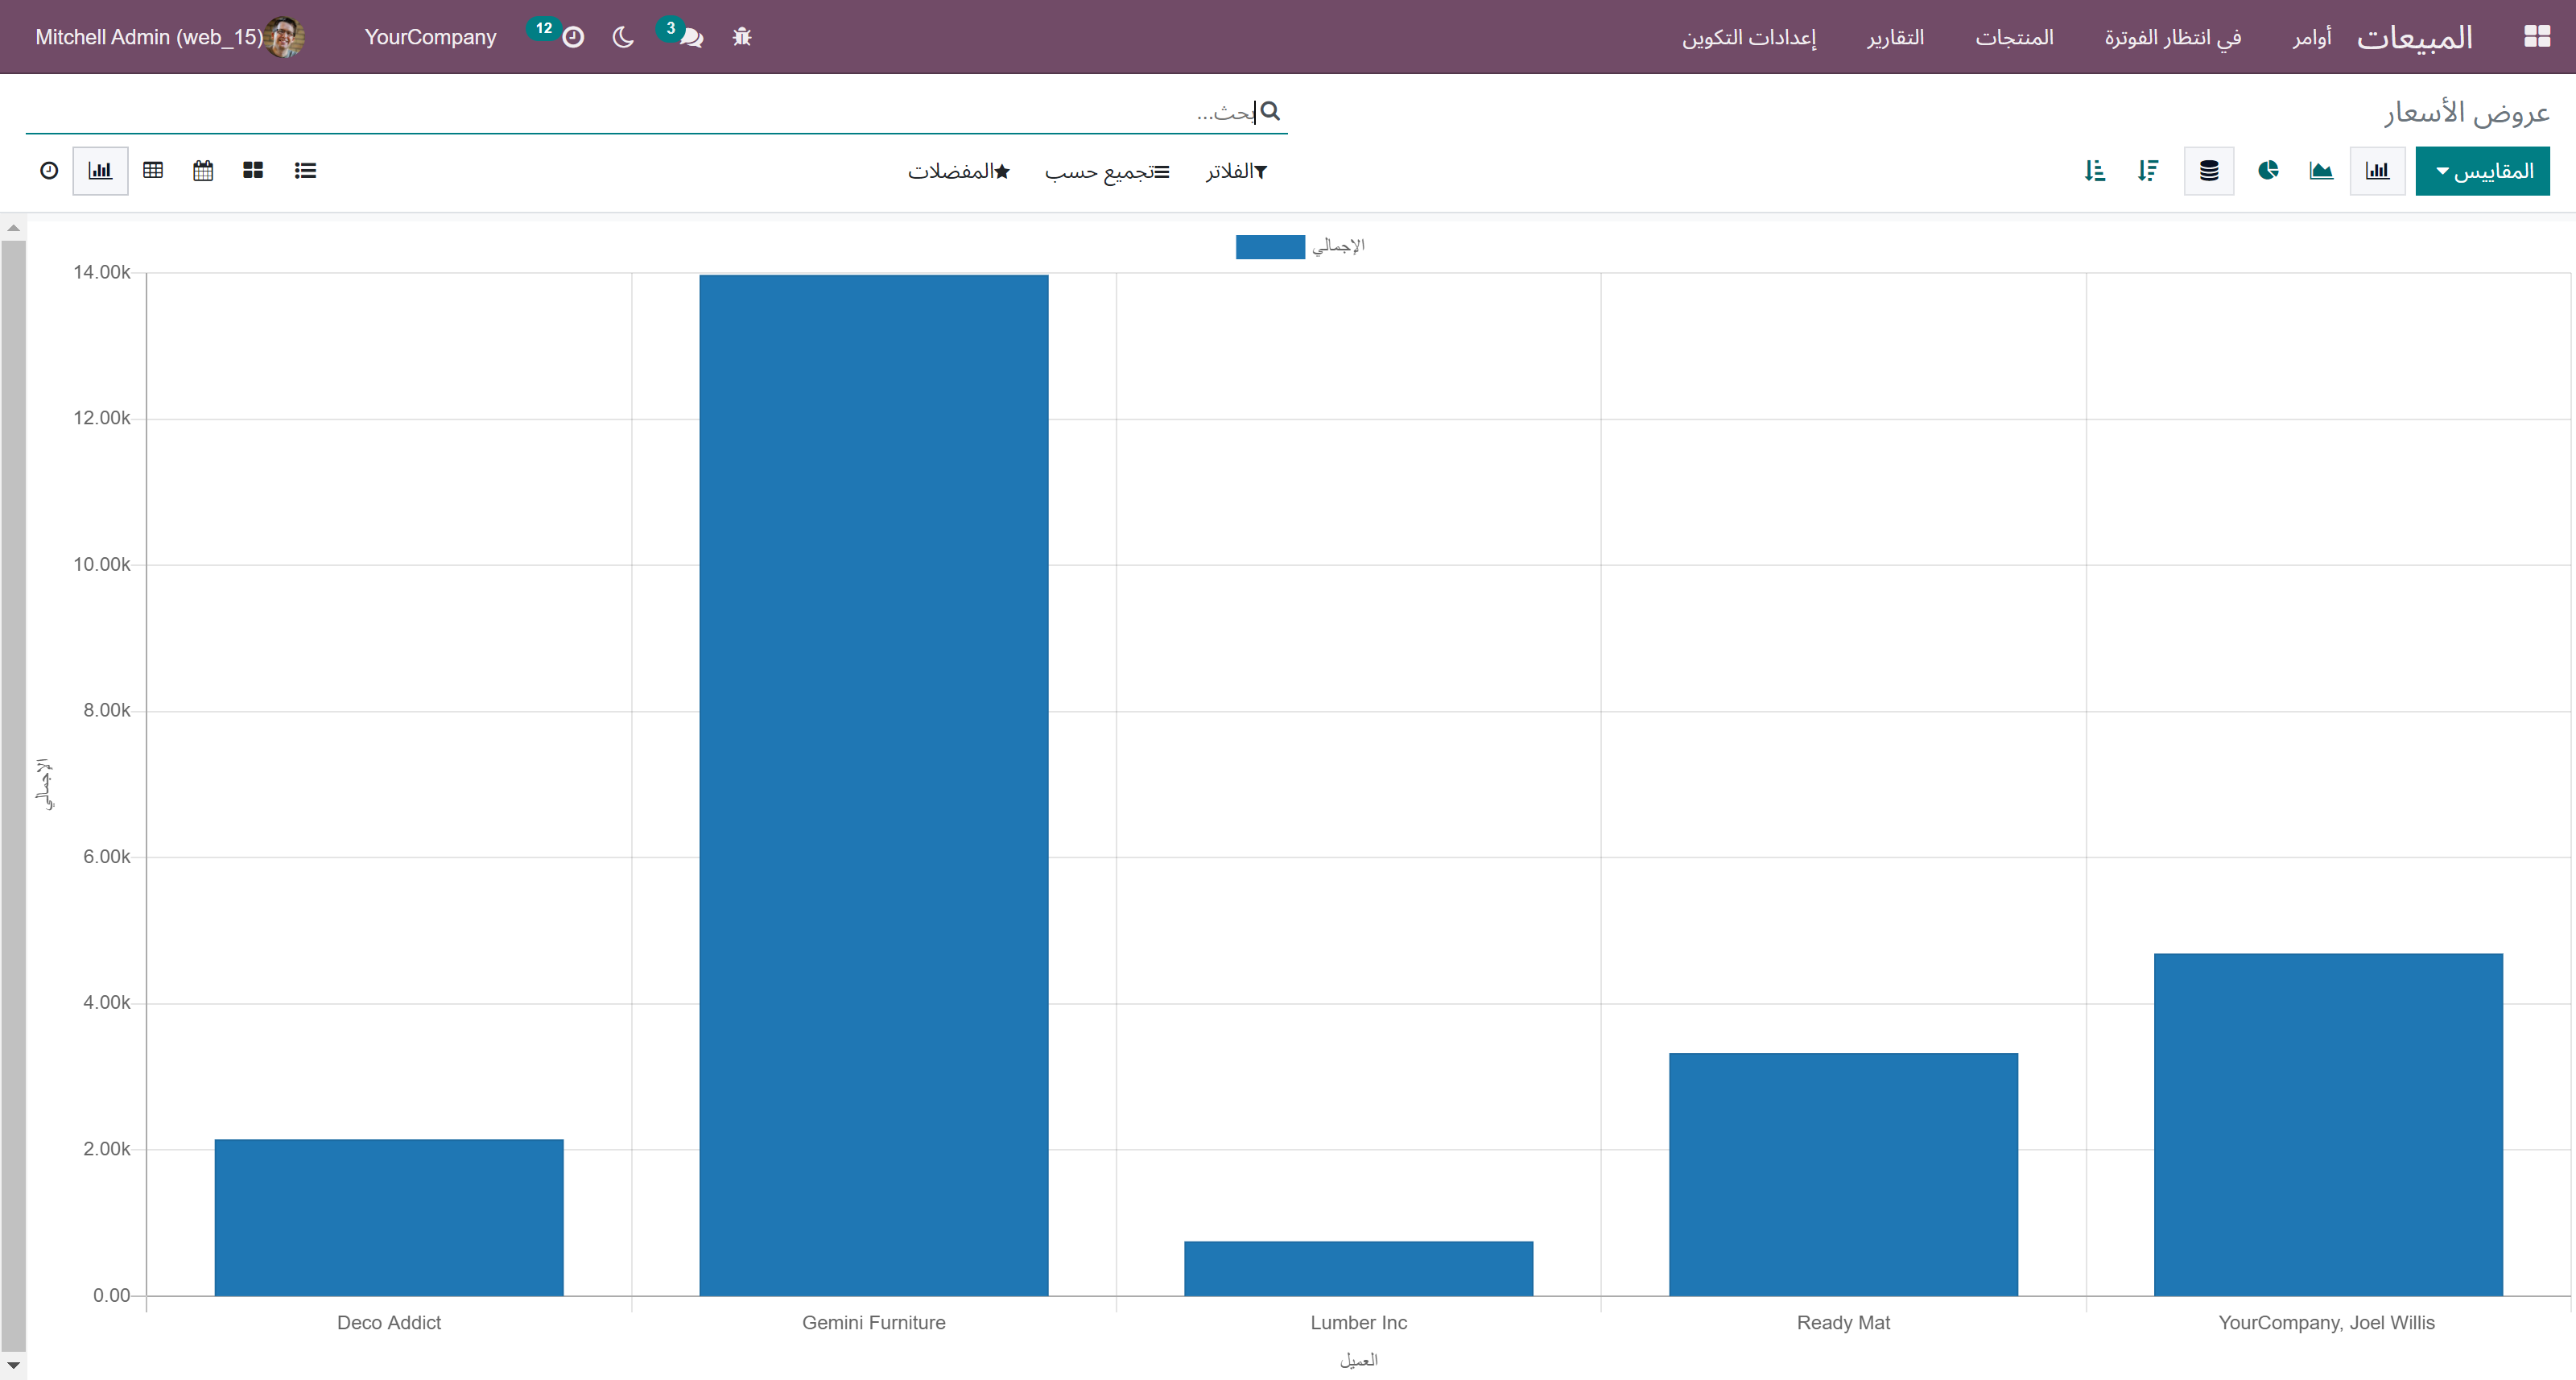 المبيعات أوامر في انتظار الفوترة المنتجات التقارير إعدادات التكوين 3 12 YourCompany Mitchell Admin (web_15)
عروض الأسعار
بحث...
المقاييس
الفلاتر تجميع حسب المفضلات
الإجمالي
14.00k
12.00k
10.00k
8.00k
6.00k
4.00k
2.00k
0.00
الإجمالي
Deco Addict Gemini Furniture Lumber Inc Ready Mat YourCompany, Joel Willis
العميل